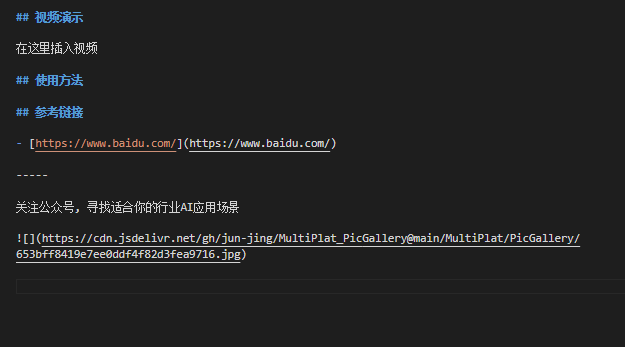 ## 视频演示
在这里插入视频
## 使用方法
## 参考链接
- [https://www.baidu.com/](https://www.baidu.com/)
-----
关注公众号, 寻找适合你的行业AI应用场景
![](https://cdn.jsdelivr.net/gh/jun-jing/MultiPlat_PicGallery@main/MultiPlat/PicGallery/
653bff8419e7ee0ddf4f82d3fea9716.jpg)